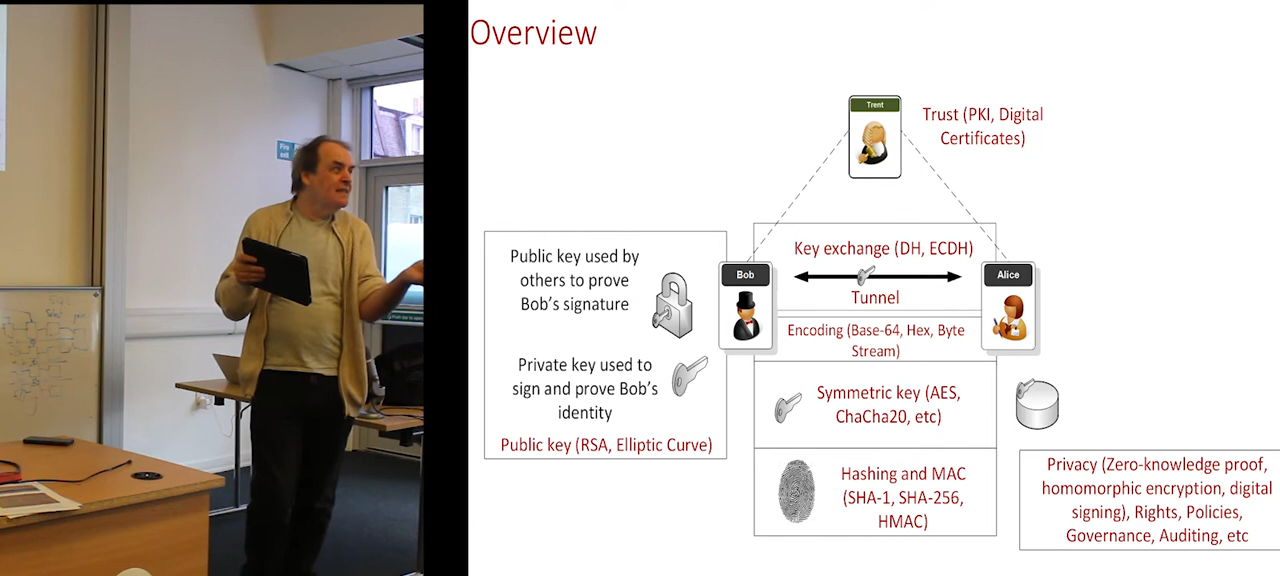 Overview
Trent
Trust (PKI, Digital
Certificates)
Fire
exit
Public key used by
others to prove
Bob's signature
Private key used to
sign and prove Bob's
identity
Public key (RSA, Elliptic Curve)
Bob
Key exchange (DH, ECDH)
Tunnel
Alice
Encoding (Base-64, Hex, Byte
Stream)
Symmetric key (AES,
ChaCha20, etc)
Hashing and MAC
(SHA-1, SHA-256,
HMAC)
Privacy (Zero-knowledge proof,
homomorphic encryption, digital
signing), Rights, Policies,
Governance, Auditing, etc